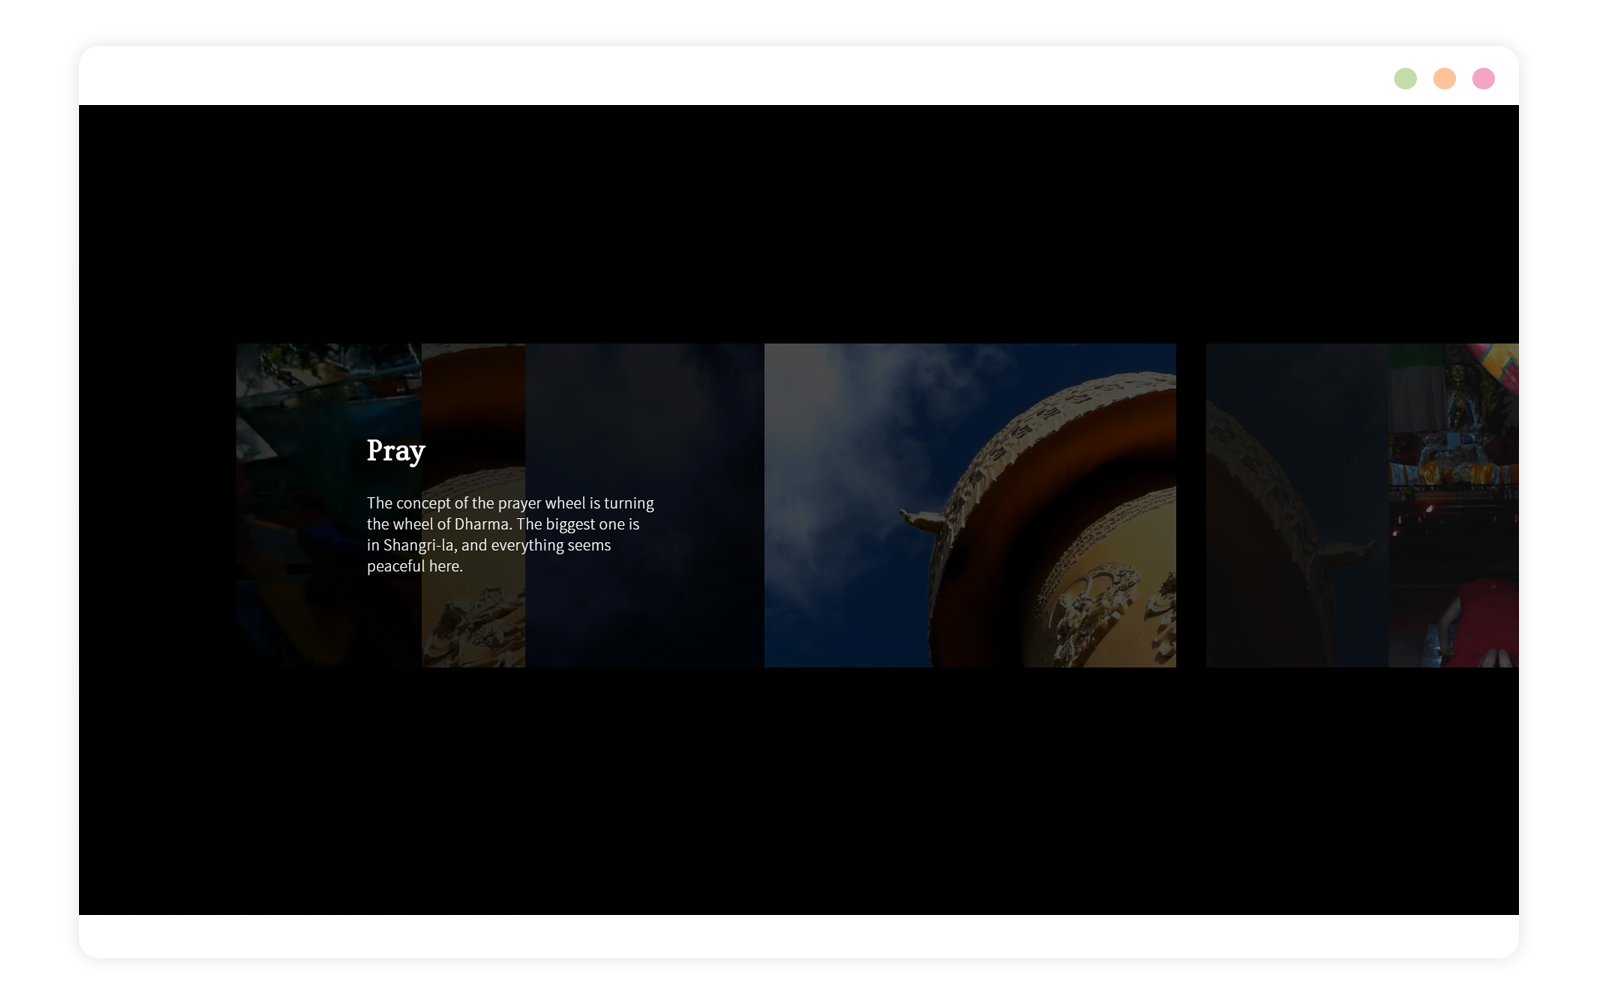 Pray
The concept of the prayer wheel is turning
the wheel of Dharma. The biggest one is
in Shangri-la, and everything seems
peaceful here.